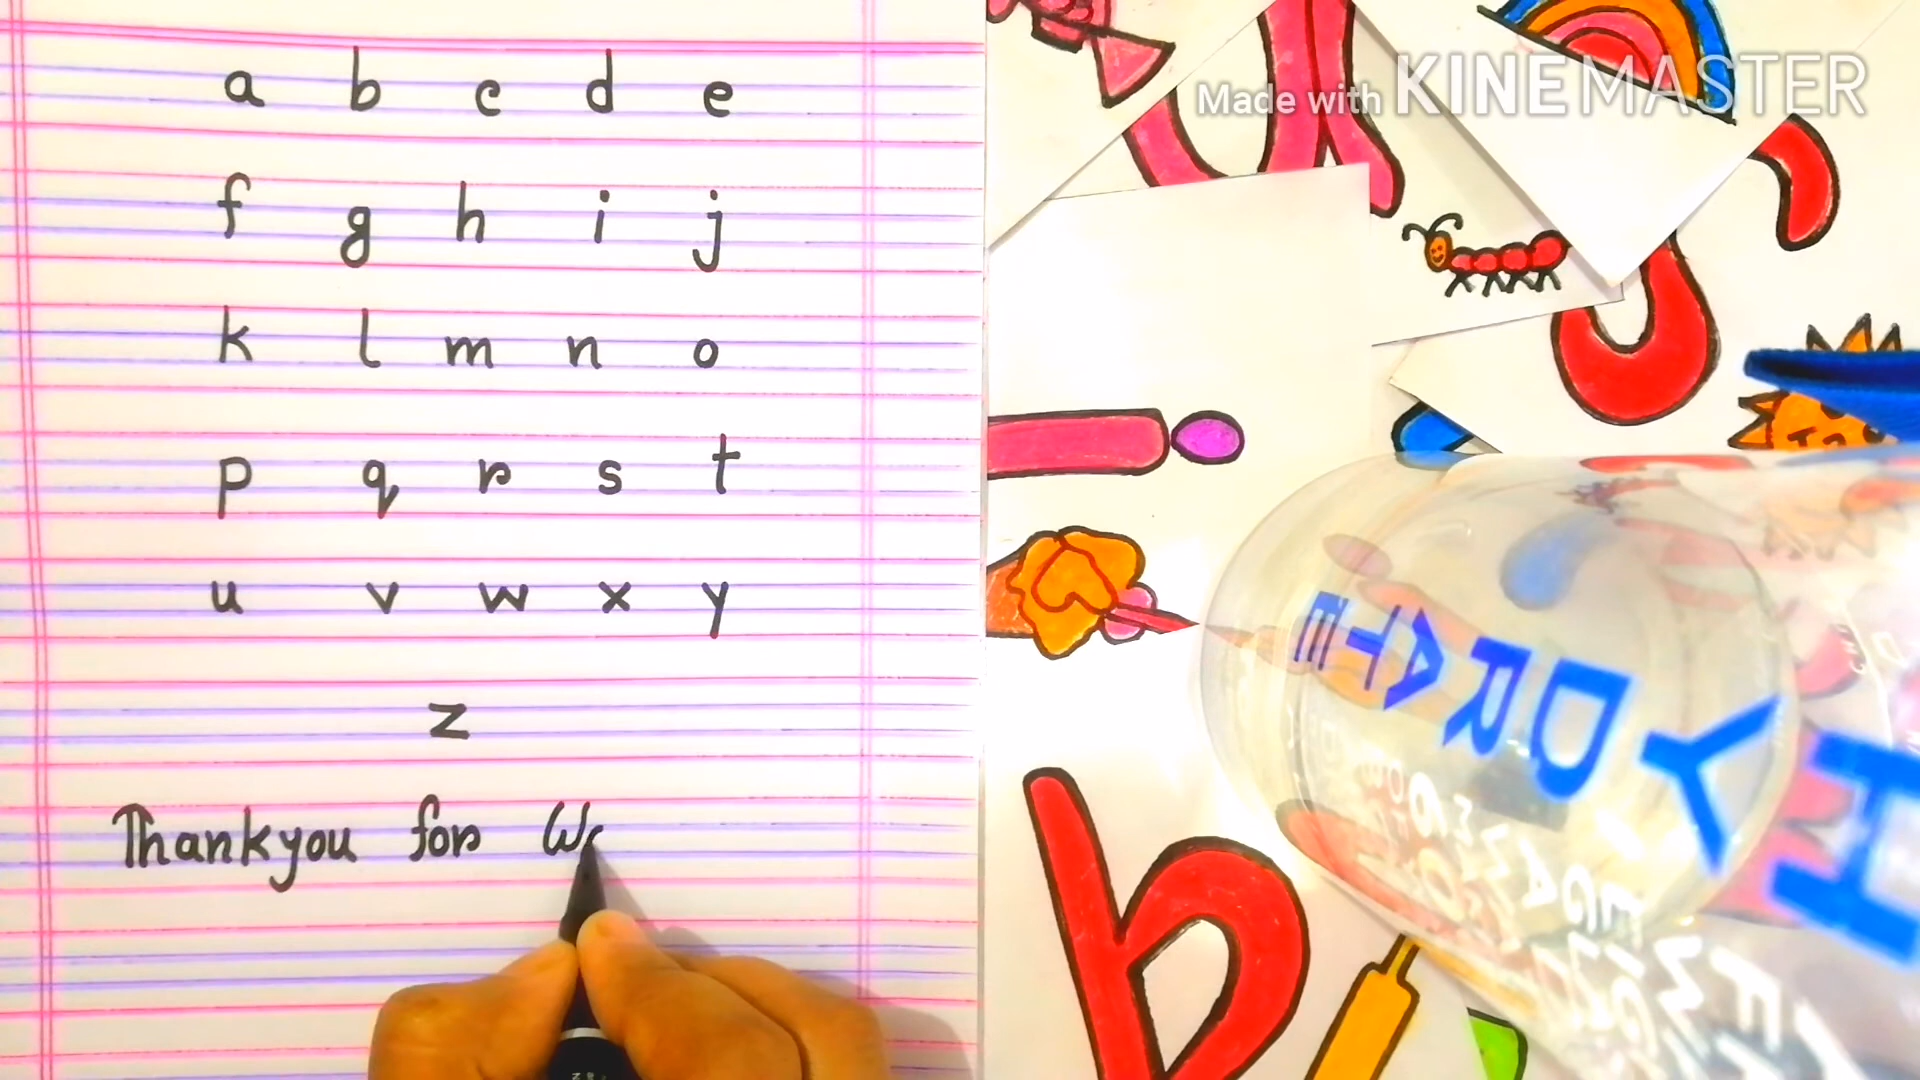 a b c d e
f g h i j
k l m n o
p q r s t
u v w x y
z
Thankyou for
Made with KINEMASTER
HYDRATE